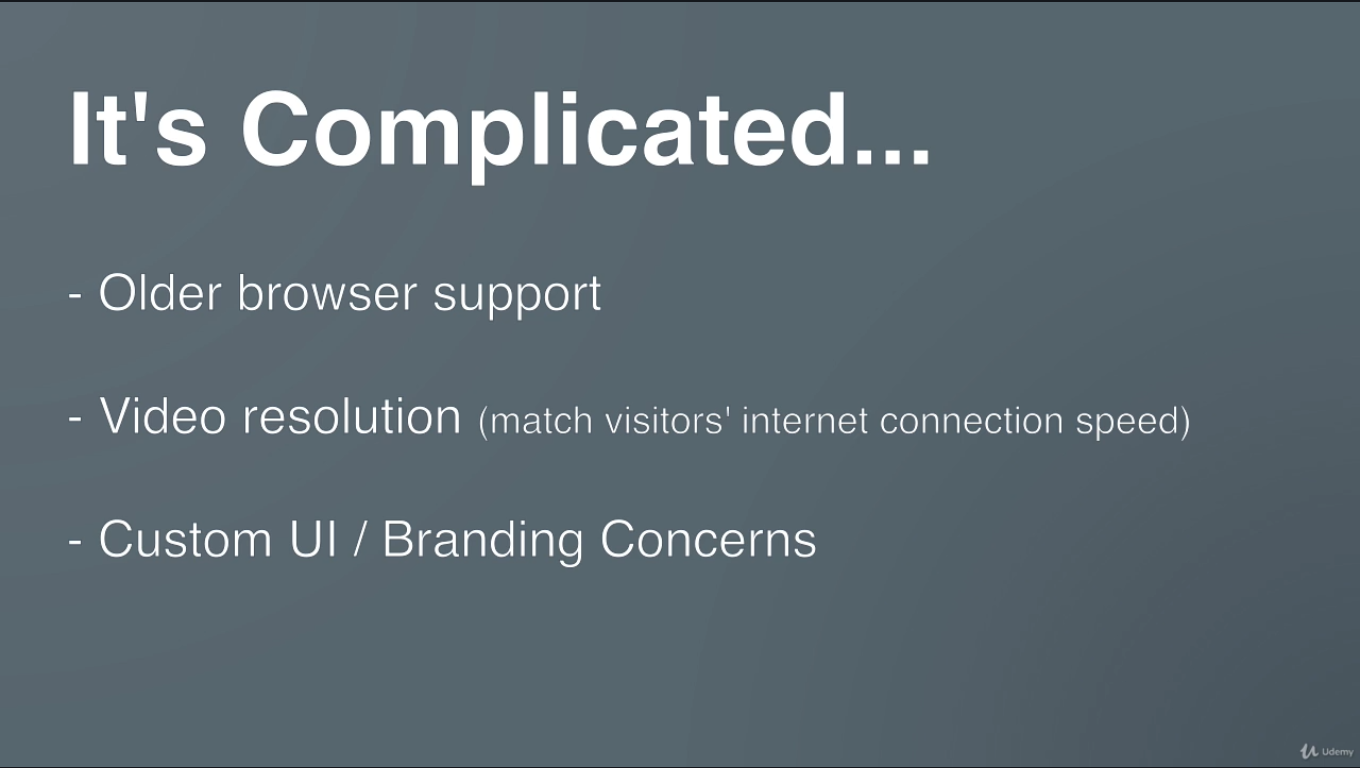 It's Complicated...
- Older browser support
- Video resolution (match visitors' internet connection speed)
- Custom UI / Branding Concerns
Udemy